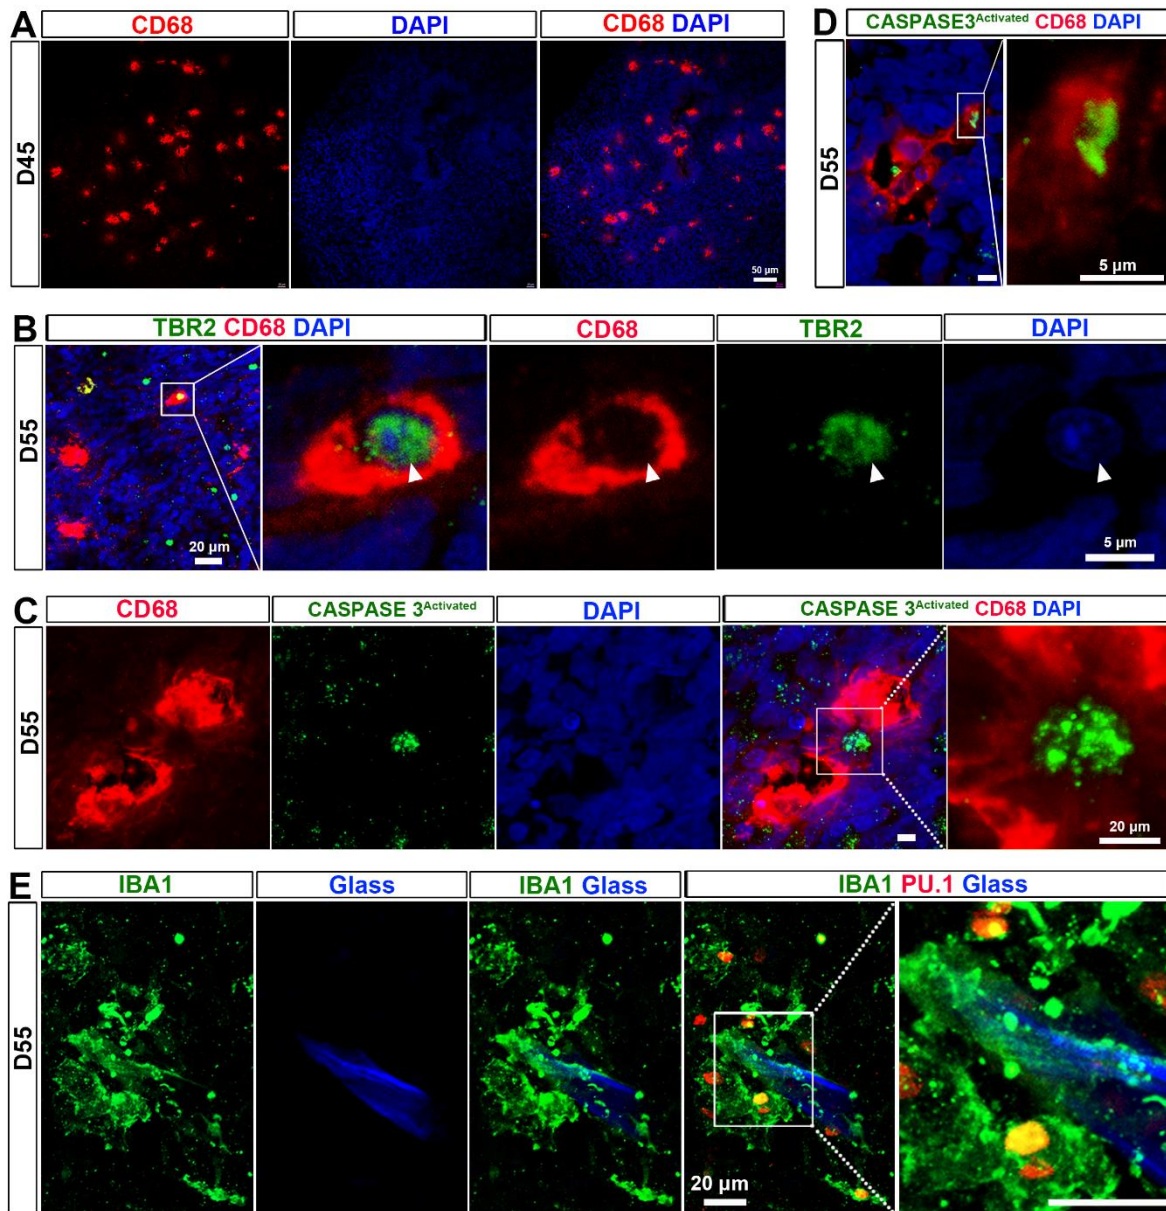 A
CD68
DAPI
CD68 DAPI
D45
50 µm
D
CASPASE3Activated CD68 DAPI
D55
5 µm
B
TBR2 CD68 DAPI
CD68
TBR2
DAPI
D55
20 µm
5 µm
C
CD68
CASPASE 3Activated
DAPI
CASPASE 3Activated CD68 DAPI
D55
20 µm
E
IBA1
Glass
IBA1 Glass
IBA1 PU.1 Glass
D55
20 µm